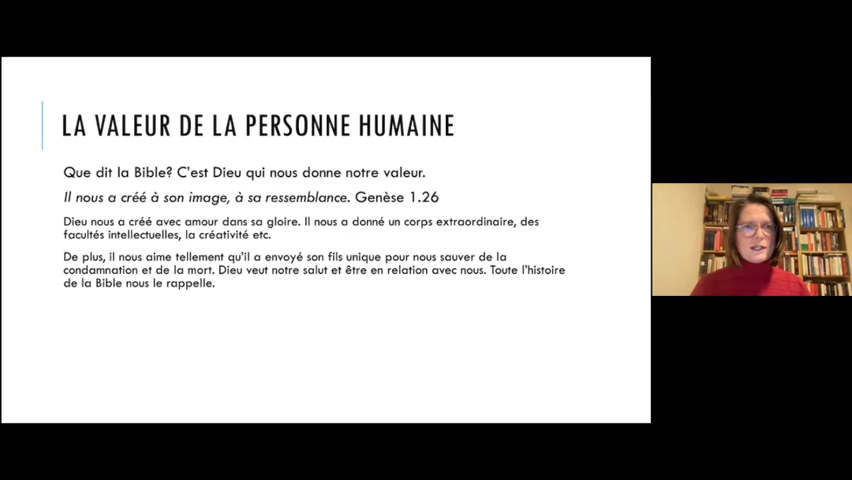 LA VALEUR DE LA PERSONNE HUMAINE
Que dit la Bible? C'est Dieu qui nous donne notre valeur.
Il nous a créé à son image, à sa ressemblance. Genèse 1.26
Dieu nous a créé avec amour dans sa gloire. Il nous a donné un corps extraordinaire, des
facultés intellectuelles, la créativité etc.
De plus, il nous aime tellement qu'il a envoyé son fils unique pour nous sauver de la
condamnation et de la mort. Dieu veut notre salut et être en relation avec nous. Toute l'histoire
de la Bible nous le rappelle.